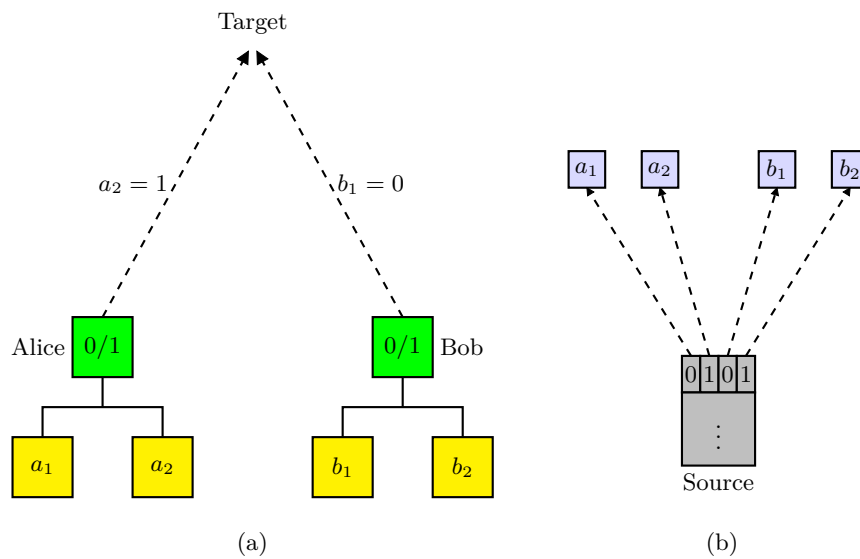 Target
a₂ = 1
b₁ = 0
Alice
0/1
0/1
Bob
a₁
a₂
b₁
b₂
(a)
a₁
a₂
b₁
b₂
0 1 0 1
⋮
Source
(b)